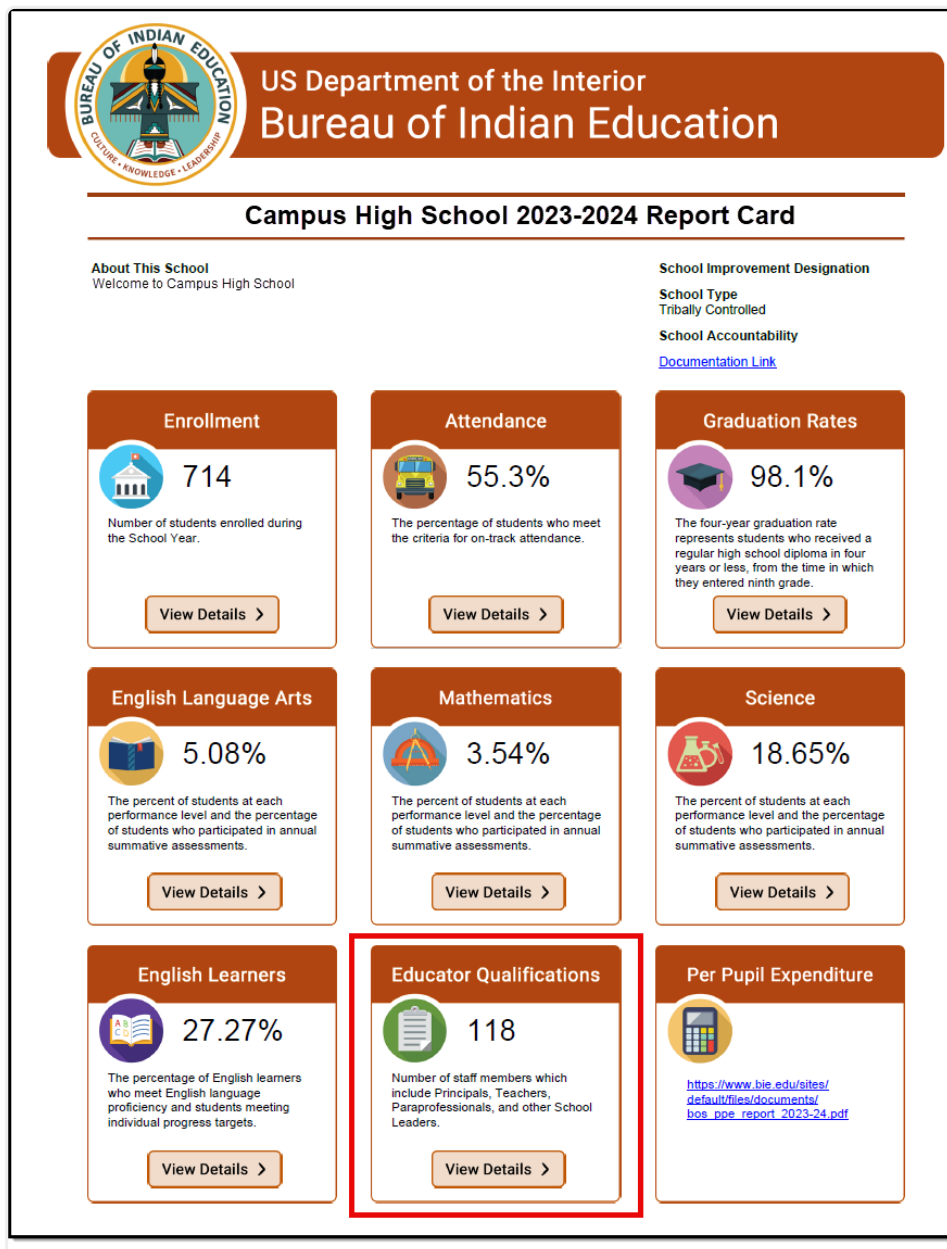 BUREAU OF INDIAN EDUCATION
CULTURE • KNOWLEDGE • LEADERSHIP
US Department of the Interior
Bureau of Indian Education
Campus High School 2023-2024 Report Card
About This School
Welcome to Campus High School
School Improvement Designation
School Type
Tribally Controlled
School Accountability
Documentation Link
Enrollment
714
Number of students enrolled during
the School Year.
View Details >
Attendance
55.3%
The percentage of students who meet
the criteria for on-track attendance.
View Details >
Graduation Rates
98.1%
The four-year graduation rate
represents students who received a
regular high school diploma in four
years or less, from the time in which
they entered ninth grade.
View Details >
English Language Arts
5.08%
The percent of students at each
performance level and the percentage
of students who participated in annual
summative assessments.
View Details >
Mathematics
3.54%
The percent of students at each
performance level and the percentage
of students who participated in annual
summative assessments.
View Details >
Science
18.65%
The percent of students at each
performance level and the percentage
of students who participated in annual
summative assessments.
View Details >
English Learners
A B
C D
27.27%
The percentage of English learners
who meet English language
proficiency and students meeting
individual progress targets.
View Details >
Educator Qualifications
118
Number of staff members which
include Principals, Teachers,
Paraprofessionals, and other School
Leaders.
View Details >
Per Pupil Expenditure
https://www.bie.edu/sites/
default/files/documents/
bos_ppe_report_2023-24.pdf